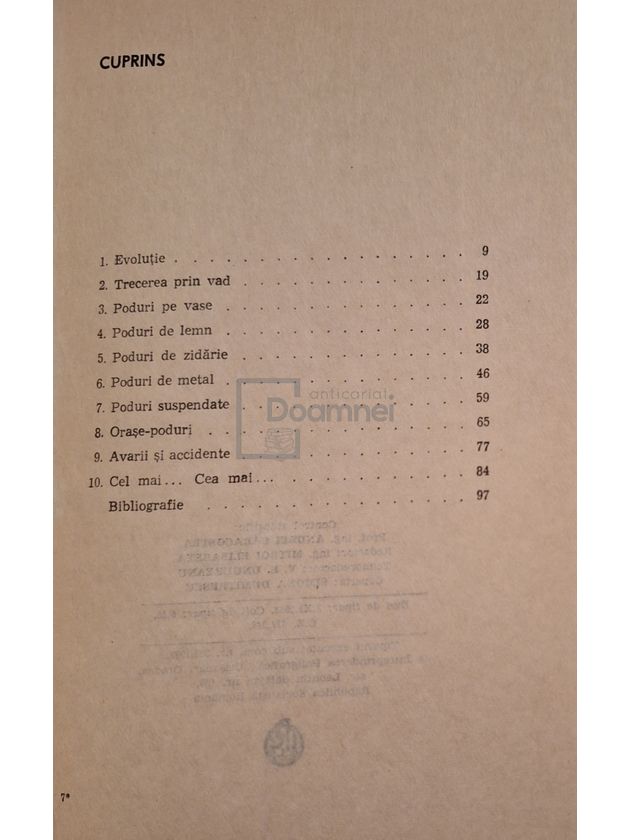 CUPRINS
1. Evoluție . . . . . . . . . . . . . . . . . . 9
2. Trecerea prin vad . . . . . . . . . . . . . 19
3. Poduri pe vase . . . . . . . . . . . . . . 22
4. Poduri de lemn . . . . . . . . . . . . . . 28
5. Poduri de zidărie . . . . . . . . . . . . . 38
6. Poduri de metal . . . . . . . . . . . . . . 46
7. Poduri suspendate . . . . . . . . . . . . . 59
8. Orașe-poduri . . . . . . . . . . . . . . . 65
9. Avarii și accidente . . . . . . . . . . . . 77
10. Cel mai... Cea mai... . . . . . . . . . . . 84
Bibliografie . . . . . . . . . . . . . . . 97
anticariat
Doamnei
7*